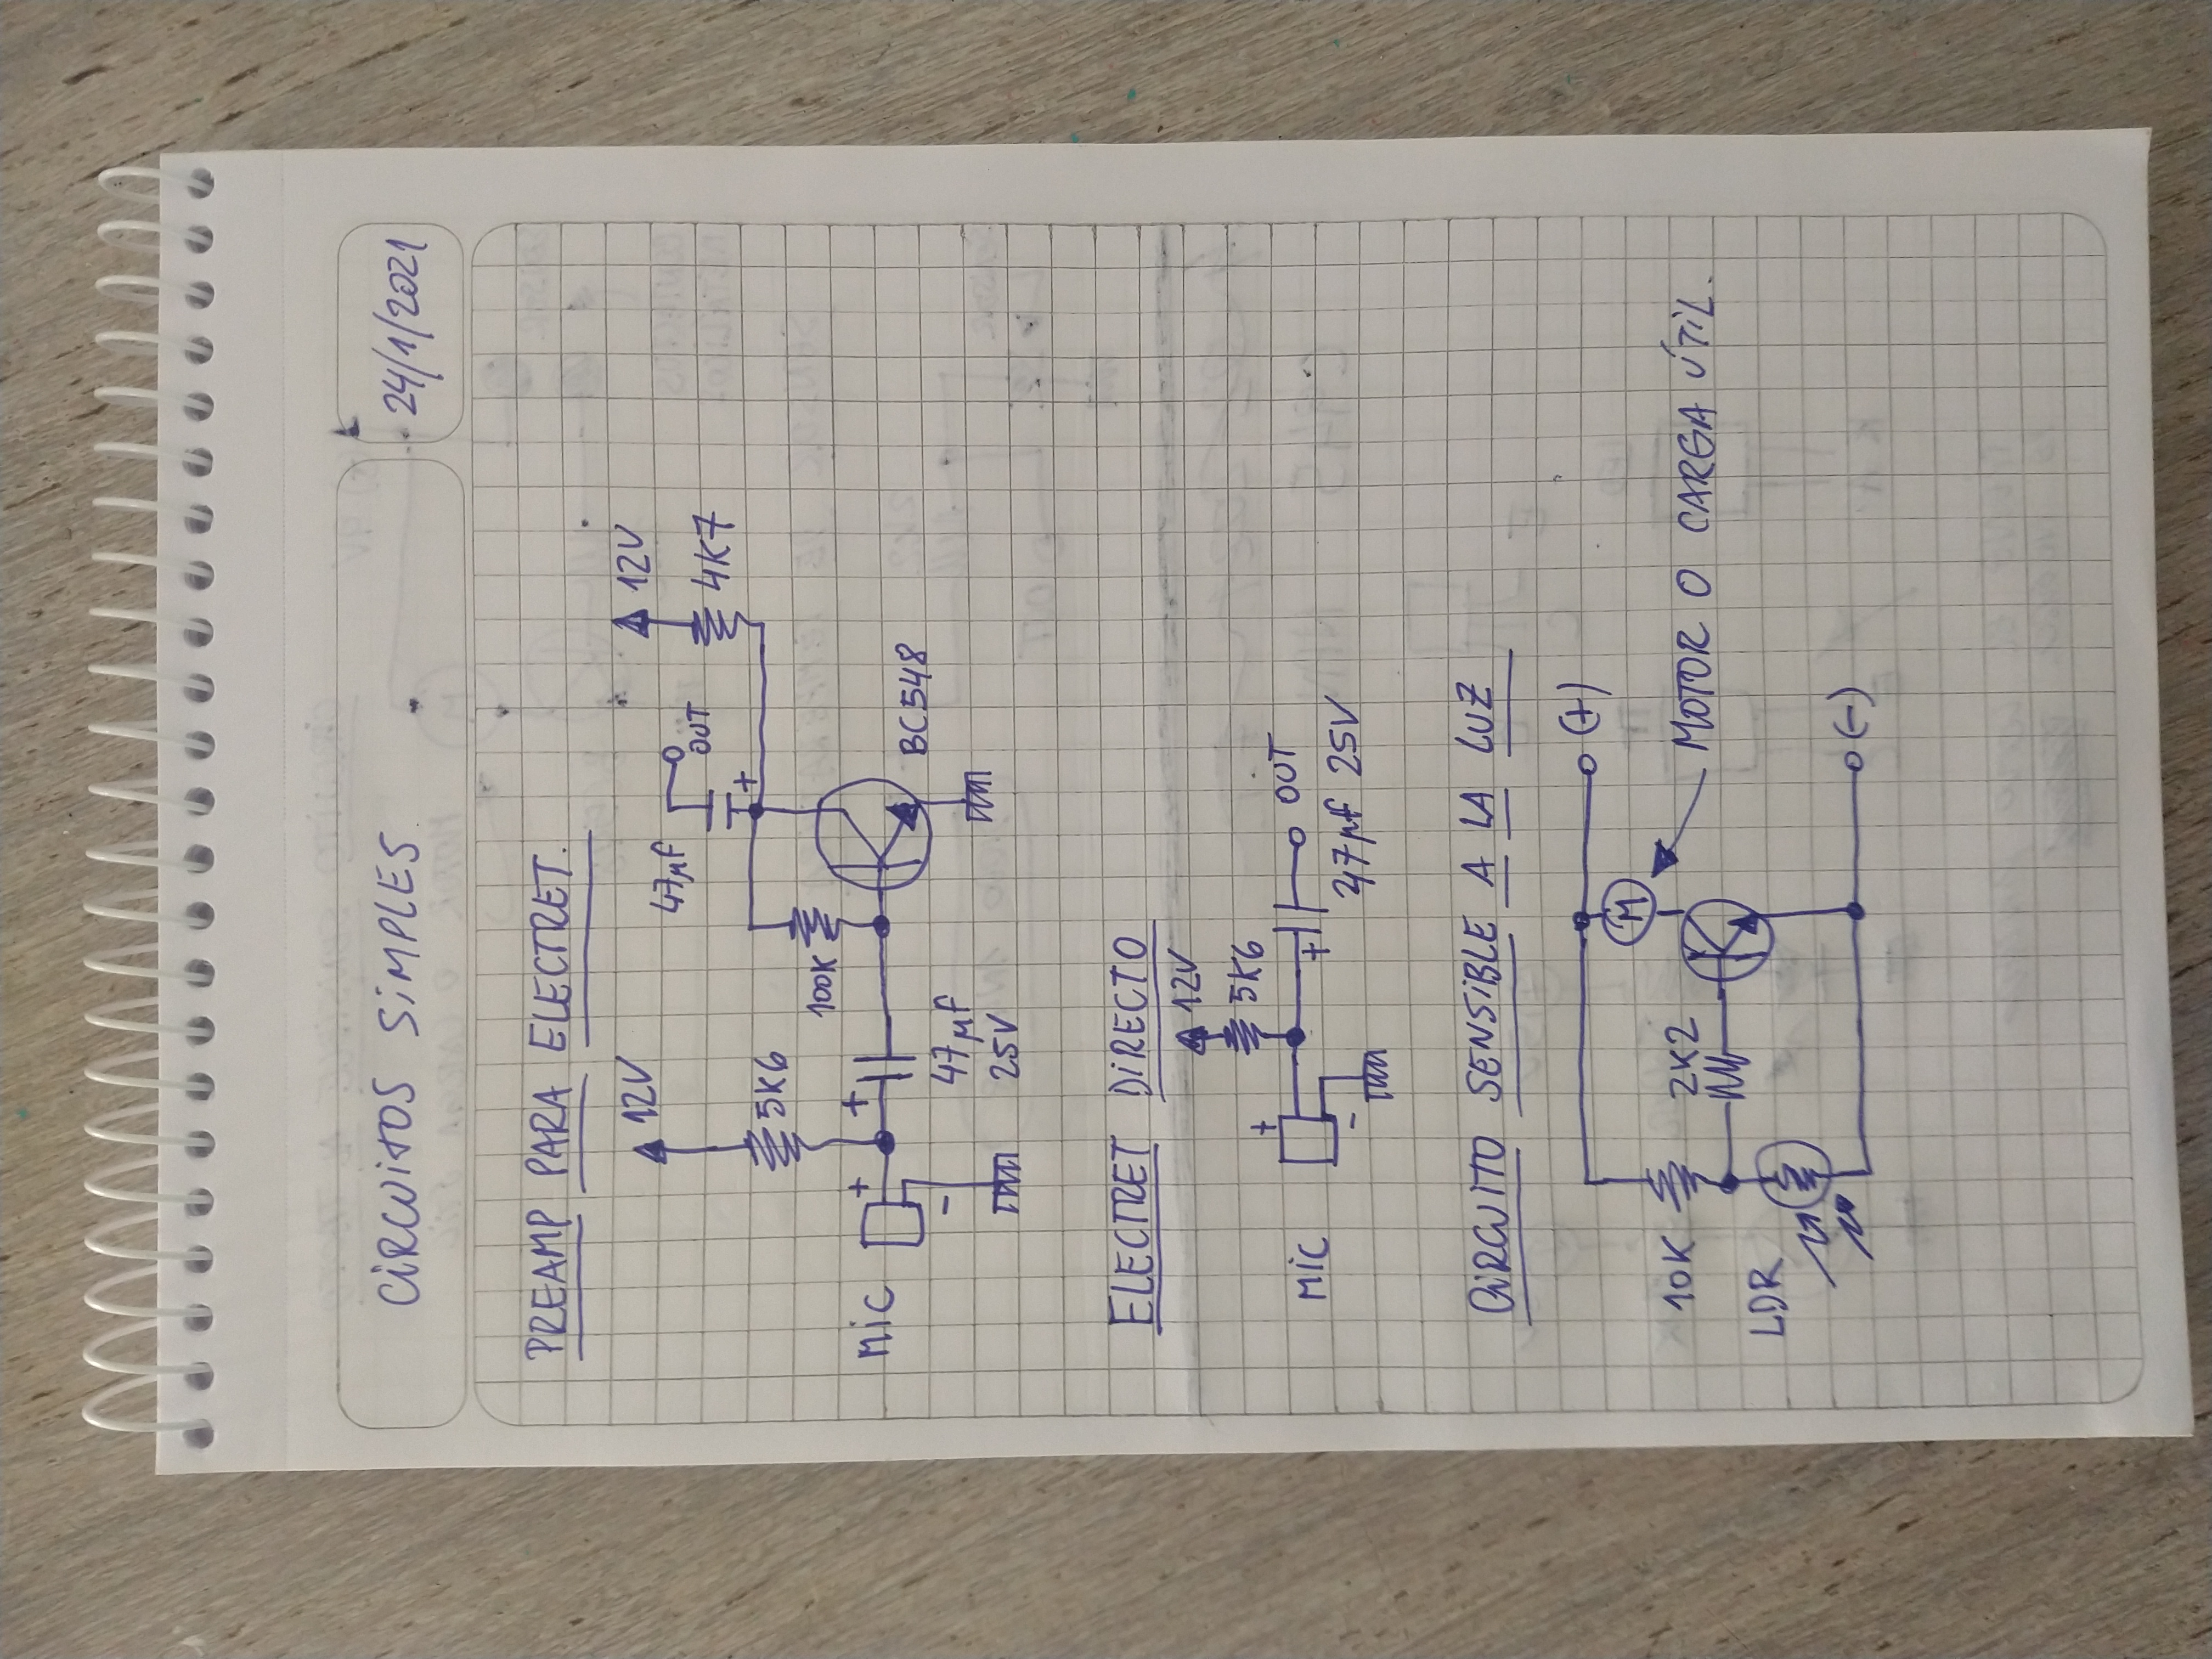 CIRCUITOS SIMPLES.
24/1/2021
PREAMP PARA ELECTRET.
12V
47µf
OUT
12V
4K7
+
5K6
100K
MIC
+
+
-
47µf
25V
BC548
ELECTRET DIRECTO
12V
5K6
+
MIC
+
OUT
-
47µf 25V
CIRCUITO SENSIBLE A LA LUZ
(+)
M
10K
2K2
MOTOR O CARGA ÚTIL.
LDR
(-)